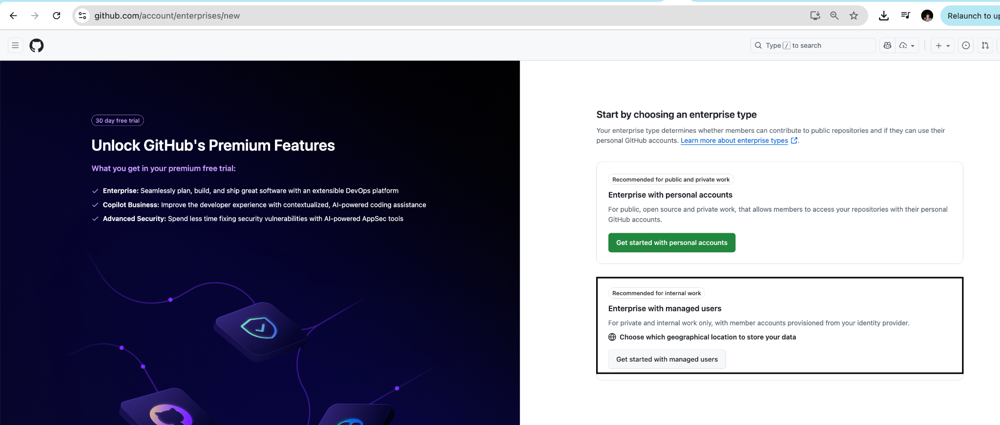 github.com/account/enterprises/new
Relaunch to up
Type / to search
30 day free trial
Unlock GitHub's Premium Features
What you get in your premium free trial:
Enterprise: Seamlessly plan, build, and ship great software with an extensible DevOps platform
Copilot Business: Improve the developer experience with contextualized, AI-powered coding assistance
Advanced Security: Spend less time fixing security vulnerabilities with AI-powered AppSec tools
Start by choosing an enterprise type
Your enterprise type determines whether members can contribute to public repositories and if they can use their
personal GitHub accounts. Learn more about enterprise types.
Recommended for public and private work
Enterprise with personal accounts
For public, open source and private work, that allows members to access your repositories with their personal
GitHub accounts.
Get started with personal accounts
Recommended for internal work
Enterprise with managed users
For private and internal work only, with member accounts provisioned from your identity provider.
Choose which geographical location to store your data
Get started with managed users